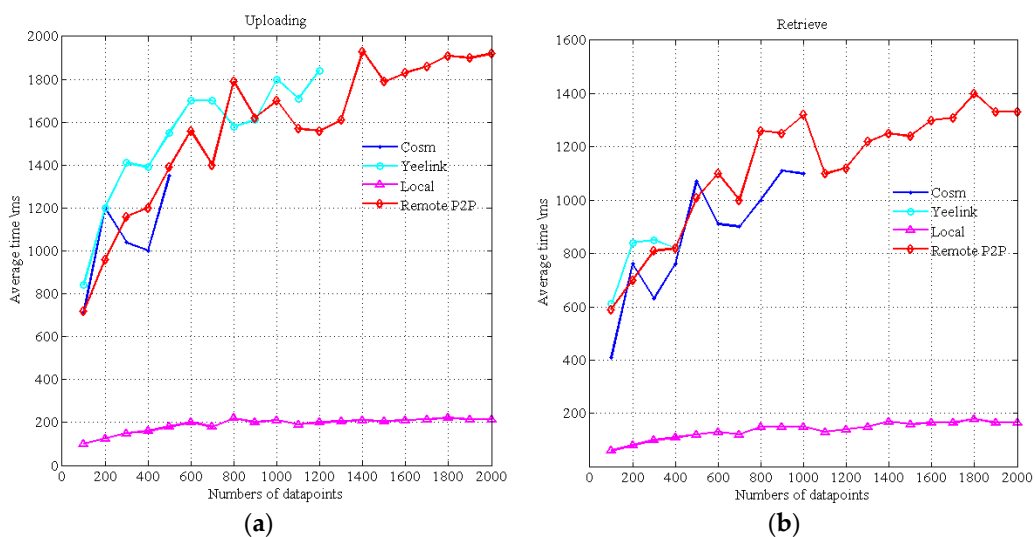 Uploading
2000
1800
1600
1400
1200
1000
800
600
400
200
0
Average time \ms
Cosm
Yeelink
Local
Remote P2P
0 200 400 600 800 1000 1200 1400 1600 1800 2000
Numbers of datapoints
(a)
Retrieve
1600
1400
1200
1000
800
600
400
200
Average time \ms
Cosm
Yeelink
Local
Remote P2P
0 200 400 600 800 1000 1200 1400 1600 1800 2000
Numbers of datapoints
(b)